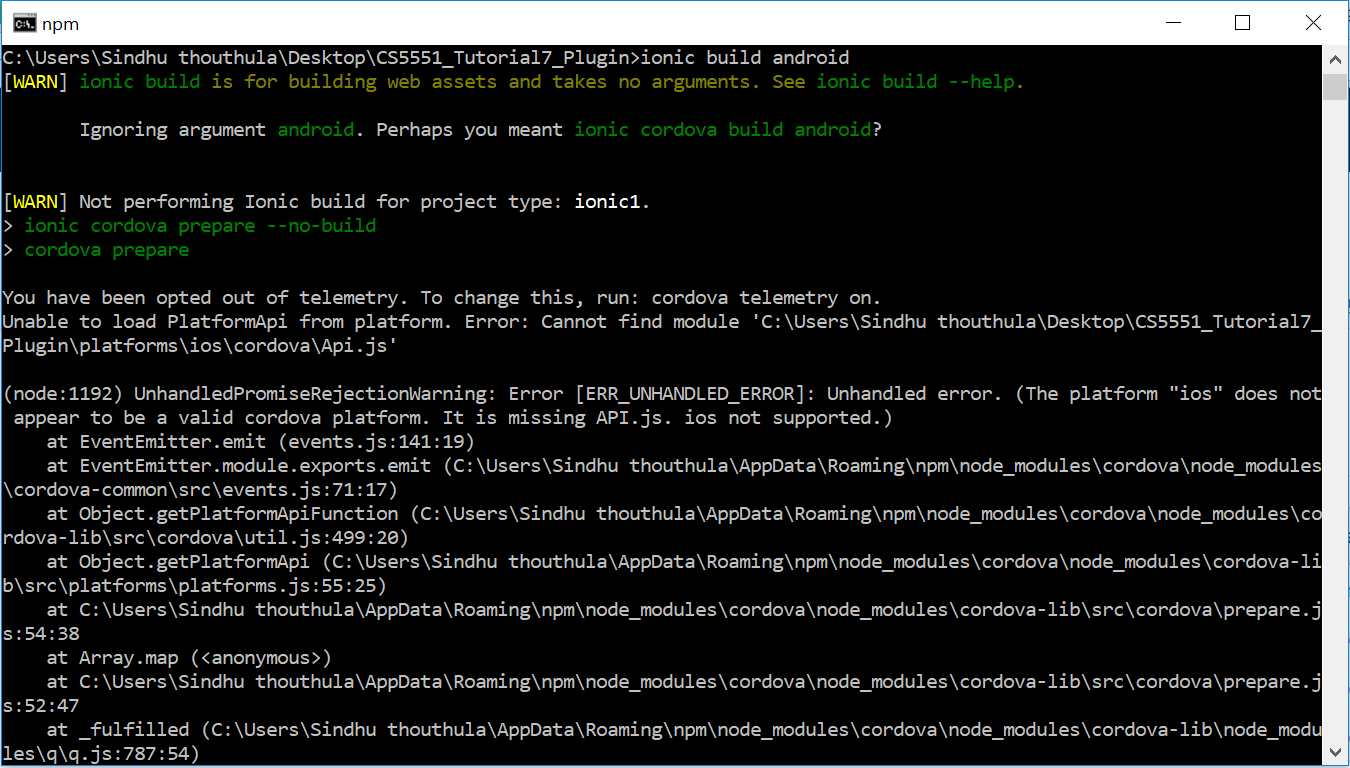 npm
C:\Users\Sindhu thouthula\Desktop\CS5551_Tutorial7_Plugin>ionic build android
[WARN] ionic build is for building web assets and takes no arguments. See ionic build --help.
Ignoring argument android. Perhaps you meant ionic cordova build android?
[WARN] Not performing Ionic build for project type: ionic1.
> ionic cordova prepare --no-build
> cordova prepare
You have been opted out of telemetry. To change this, run: cordova telemetry on.
Unable to load PlatformApi from platform. Error: Cannot find module 'C:\Users\Sindhu thouthula\Desktop\CS5551_Tutorial7_
Plugin\platforms\ios\cordova\Api.js'
(node:1192) UnhandledPromiseRejectionWarning: Error [ERR_UNHANDLED_ERROR]: Unhandled error. (The platform "ios" does not
appear to be a valid cordova platform. It is missing API.js. ios not supported.)
at EventEmitter.emit (events.js:141:19)
at EventEmitter.module.exports.emit (C:\Users\Sindhu thouthula\AppData\Roaming\npm\node_modules\cordova\node_modules
\cordova-common\src\events.js:71:17)
at Object.getPlatformApiFunction (C:\Users\Sindhu thouthula\AppData\Roaming\npm\node_modules\cordova\node_modules\co
rdova-lib\src\cordova\util.js:499:20)
at Object.getPlatformApi (C:\Users\Sindhu thouthula\AppData\Roaming\npm\node_modules\cordova\node_modules\cordova-li
b\src\platforms\platforms.js:55:25)
at C:\Users\Sindhu thouthula\AppData\Roaming\npm\node_modules\cordova\node_modules\cordova-lib\src\cordova\prepare.j
s:54:38
at Array.map (<anonymous>)
at C:\Users\Sindhu thouthula\AppData\Roaming\npm\node_modules\cordova\node_modules\cordova-lib\src\cordova\prepare.j
s:52:47
at _fulfilled (C:\Users\Sindhu thouthula\AppData\Roaming\npm\node_modules\cordova\node_modules\cordova-lib\node_modu
les\q\q.js:787:54)